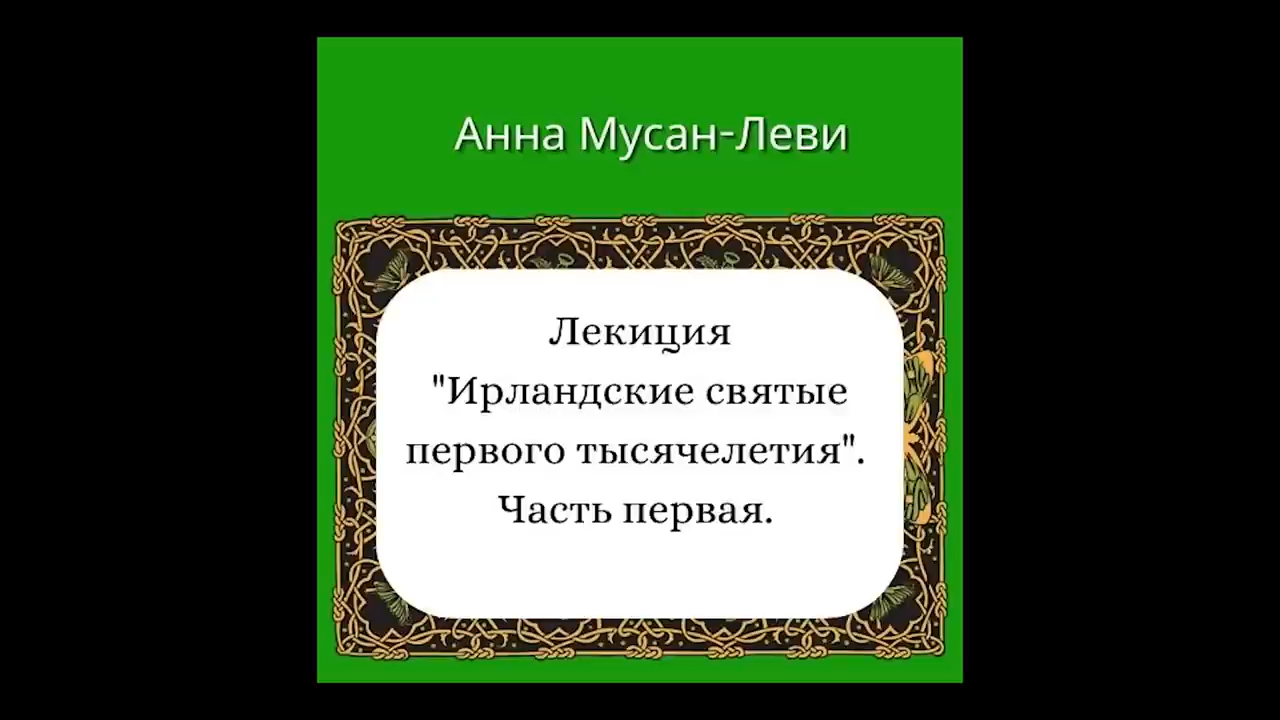 Анна Мусан-Леви
Лекиция
"Ирландские святые
первого тысячелетия".
Часть первая.